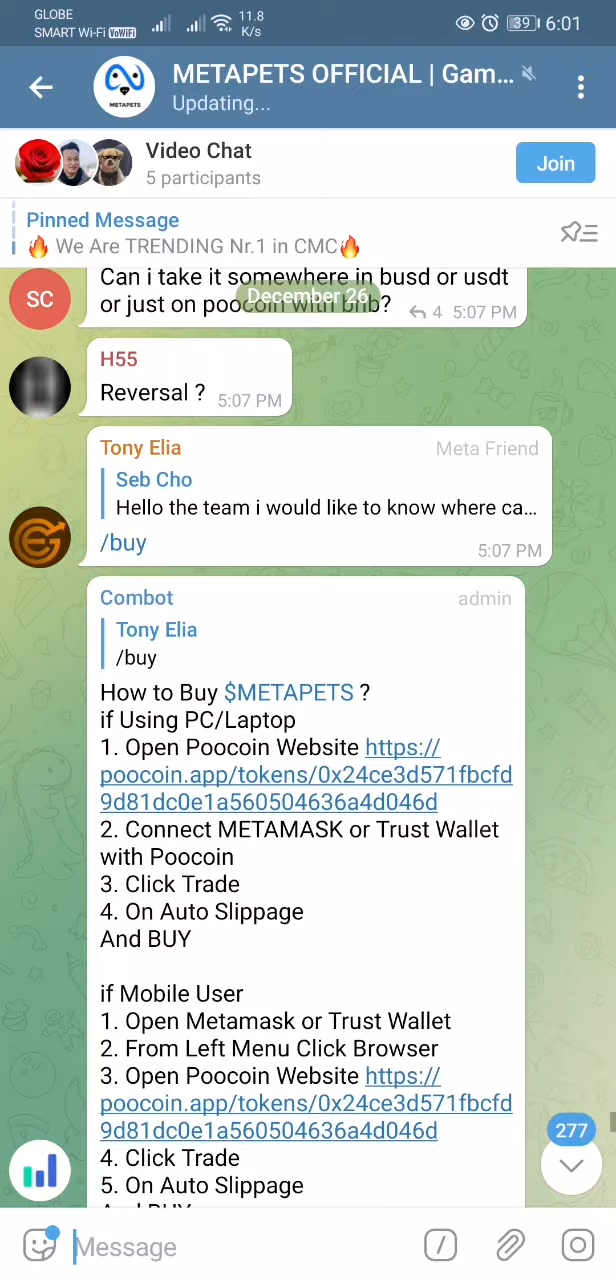 GLOBE
SMART Wi-Fi VoWiFi
11.8
K/s
39
6:01
METAPETS
METAPETS OFFICIAL | Gam...
Updating...
Video Chat
5 participants
Join
Pinned Message
🔥 We Are TRENDING Nr.1 in CMC🔥
SC
Can i take it somewhere in busd or usdt
or just on poocoin with bnb?
4 5:07 PM
December 26
H55
Reversal ?
5:07 PM
Tony Elia
Meta Friend
Seb Cho
Hello the team i would like to know where ca...
/buy
5:07 PM
Combot
admin
Tony Elia
/buy
How to Buy $METAPETS ?
if Using PC/Laptop
1. Open Poocoin Website https://
poocoin.app/tokens/0x24ce3d571fbcfd
9d81dc0e1a560504636a4d046d
2. Connect METAMASK or Trust Wallet
with Poocoin
3. Click Trade
4. On Auto Slippage
And BUY
if Mobile User
1. Open Metamask or Trust Wallet
2. From Left Menu Click Browser
3. Open Poocoin Website https://
poocoin.app/tokens/0x24ce3d571fbcfd
9d81dc0e1a560504636a4d046d
4. Click Trade
5. On Auto Slippage
277
Message